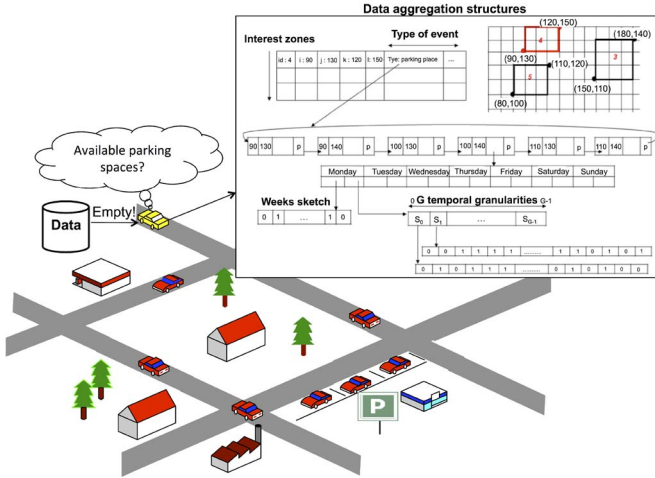 Data aggregation structures
Type of event
Interest zones
id : 4 i : 90 j : 130 k : 120 l: 150 Tye: parking place ...
(120,150)
(180,140)
4
3
(90,130)
(110,120)
5
(150,110)
(80,100)
90 130 p 90 140 p 100 130 p 100 140 p 110 130 p 110 140 p
Monday Tuesday Wednesday Thursday Friday Saturday Sunday
Weeks sketch
0 1 ... 1 0
0 G temporal granularities G-1
S0 S1 ... SG-1
0 0 1 1 1 1 .......... 1 1 0 1 0 1
0 1 0 1 1 1 .......... 0 1 0 1 0 0
Available parking
spaces?
Empty!
Data
P